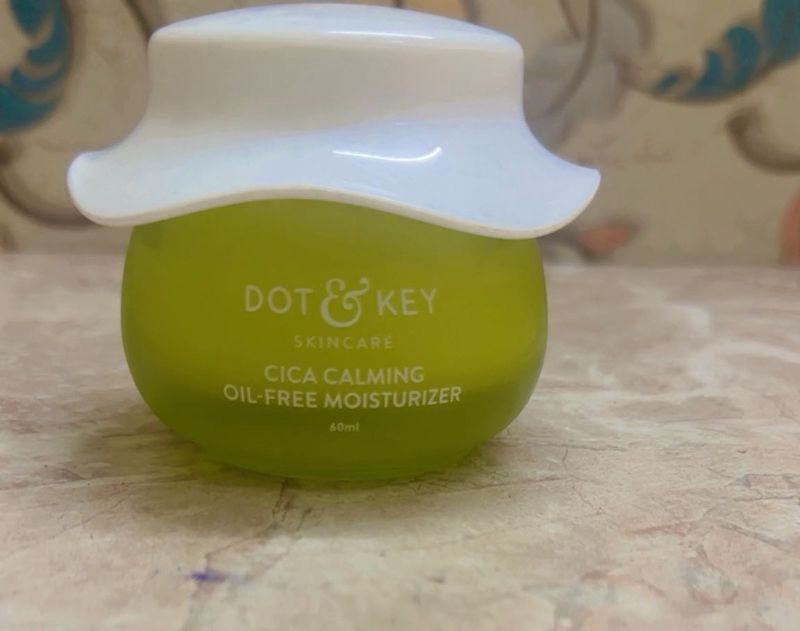 DOT & KEY
SKINCARE
CICA CALMING
OIL-FREE MOISTURIZER
60ml